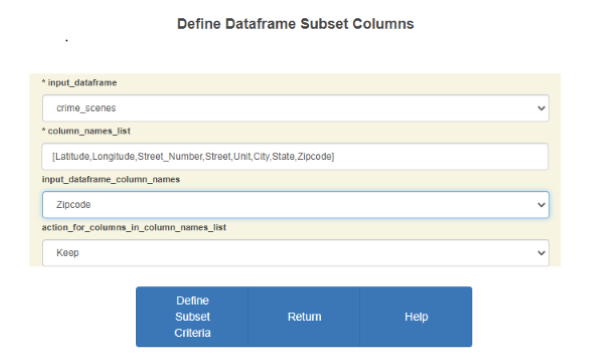 Define Dataframe Subset Columns
* input_dataframe
crime_scenes
* column_names_list
[Latitude,Longitude,Street_Number,Street,Unit,City,State,Zipcode]
input_dataframe_column_names
Zipcode
action_for_columns_in_column_names_list
Keep
Define
Subset
Criteria
Return
Help